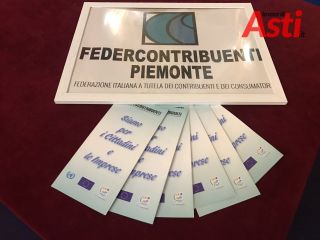 Asti
FEDERCONTRIBUENTI
PIEMONTE
FEDERAZIONE ITALIANA A TUTELA DEI CONTRIBUENTI E DEI CONSUMATORI
Siamo
per
i Cittadini
e
le Imprese